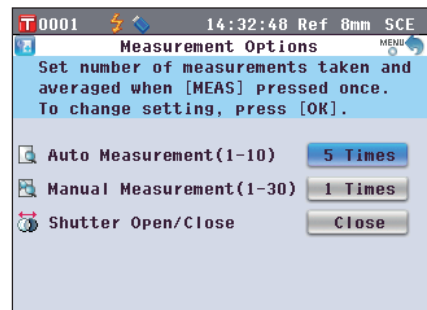 T0001 14:32:48 Ref 8mm SCE
Measurement Options MENU
Set number of measurements taken and
averaged when [MEAS] pressed once.
To change setting, press [OK].
Auto Measurement(1-10) 5 Times
Manual Measurement(1-30) 1 Times
Shutter Open/Close Close